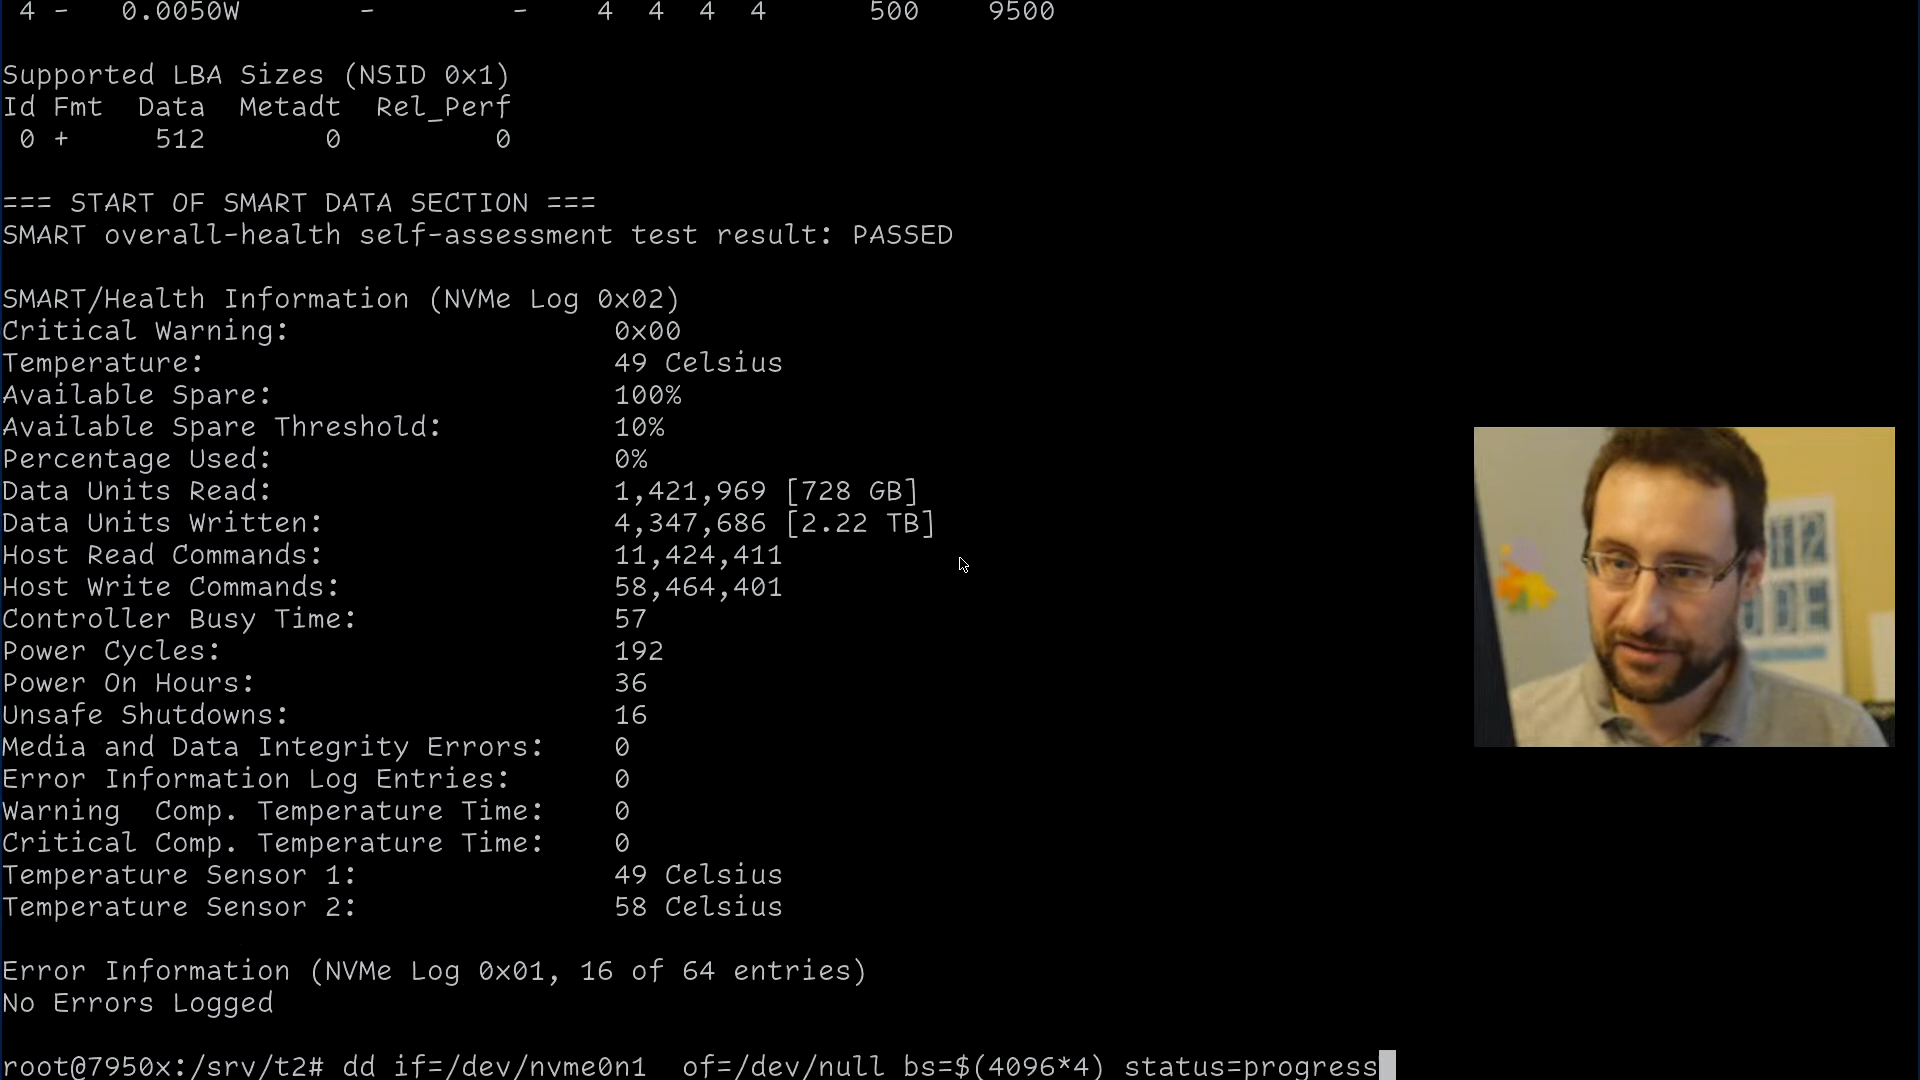 4 -   0.0050W       -        -    4  4  4  4      500    9500
Supported LBA Sizes (NSID 0x1)
Id Fmt  Data  Metadt  Rel_Perf
 0 +     512       0         0
=== START OF SMART DATA SECTION ===
SMART overall-health self-assessment test result: PASSED
SMART/Health Information (NVMe Log 0x02)
Critical Warning:                   0x00
Temperature:                        49 Celsius
Available Spare:                    100%
Available Spare Threshold:          10%
Percentage Used:                    0%
Data Units Read:                    1,421,969 [728 GB]
Data Units Written:                 4,347,686 [2.22 TB]
Host Read Commands:                 11,424,411
Host Write Commands:                58,464,401
Controller Busy Time:               57
Power Cycles:                       192
Power On Hours:                     36
Unsafe Shutdowns:                   16
Media and Data Integrity Errors:    0
Error Information Log Entries:      0
Warning  Comp. Temperature Time:    0
Critical Comp. Temperature Time:    0
Temperature Sensor 1:               49 Celsius
Temperature Sensor 2:               58 Celsius
Error Information (NVMe Log 0x01, 16 of 64 entries)
No Errors Logged
root@7950x:/srv/t2# dd if=/dev/nvme0n1  of=/dev/null bs=$(4096*4) status=progress